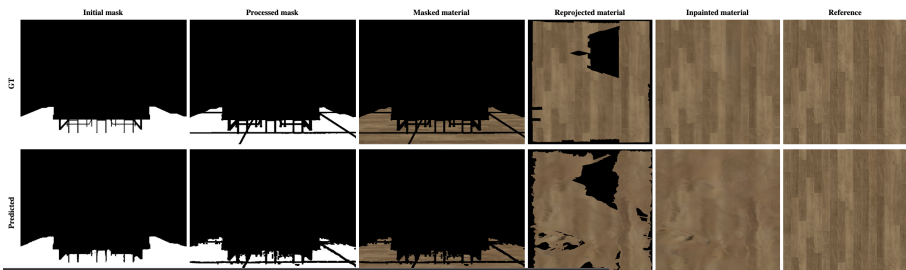 Initial mask
Processed mask
Masked material
Reprojected material
Inpainted material
Reference
GT
Predicted